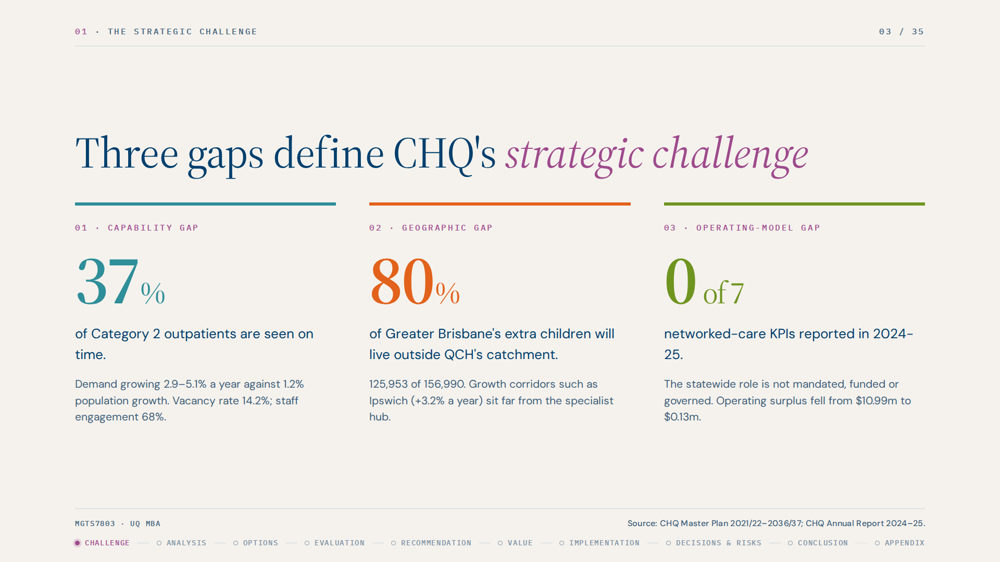 01 · THE STRATEGIC CHALLENGE
03 / 35
Three gaps define CHQ's strategic challenge
01 · CAPABILITY GAP
37%
of Category 2 outpatients are seen on
time.
Demand growing 2.9–5.1% a year against 1.2%
population growth. Vacancy rate 14.2%; staff
engagement 68%.
02 · GEOGRAPHIC GAP
80%
of Greater Brisbane's extra children will
live outside QCH's catchment.
125,953 of 156,990. Growth corridors such as
Ipswich (+3.2% a year) sit far from the specialist
hub.
03 · OPERATING-MODEL GAP
0 of 7
networked-care KPIs reported in 2024-
25.
The statewide role is not mandated, funded or
governed. Operating surplus fell from $10.99m to
$0.13m.
MGTS7803 · UQ MBA
Source: CHQ Master Plan 2021/22–2036/37; CHQ Annual Report 2024–25.
CHALLENGE ANALYSIS OPTIONS EVALUATION RECOMMENDATION VALUE IMPLEMENTATION DECISIONS & RISKS CONCLUSION APPENDIX